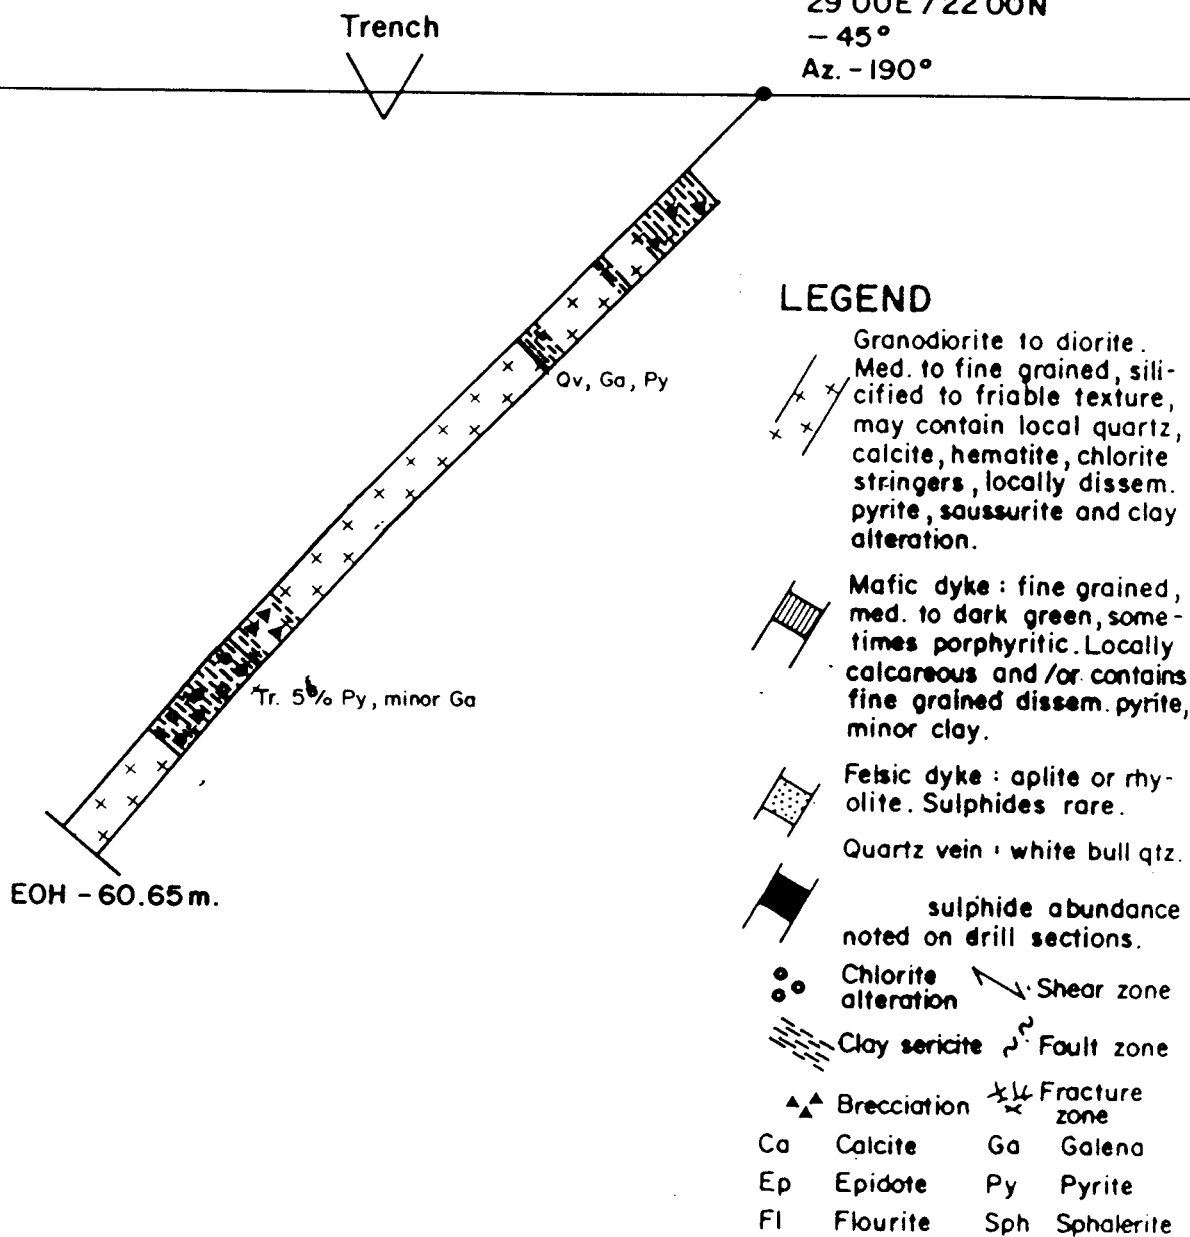 29 00E / 22 00N
- 45°
Az. - 190°
Trench
Qv, Ga, Py
Tr. 5% Py, minor Ga
EOH - 60.65m.
LEGEND
Granodiorite to diorite.
Med. to fine grained, sili-
cified to friable texture,
may contain local quartz,
calcite, hematite, chlorite
stringers, locally dissem.
pyrite, saussurite and clay
alteration.
Mafic dyke : fine grained,
med. to dark green, some-
times porphyritic. Locally
calcareous and /or contains
fine grained dissem. pyrite,
minor clay.
Felsic dyke : aplite or rhy-
olite. Sulphides rare.
Quartz vein : white bull qtz.
sulphide abundance
noted on drill sections.
Chlorite
alteration
Shear zone
Clay sericite
Fault zone
Brecciation
Fracture
zone
Ca Calcite Ga Galena
Ep Epidote Py Pyrite
Fl Flourite Sph Sphalerite